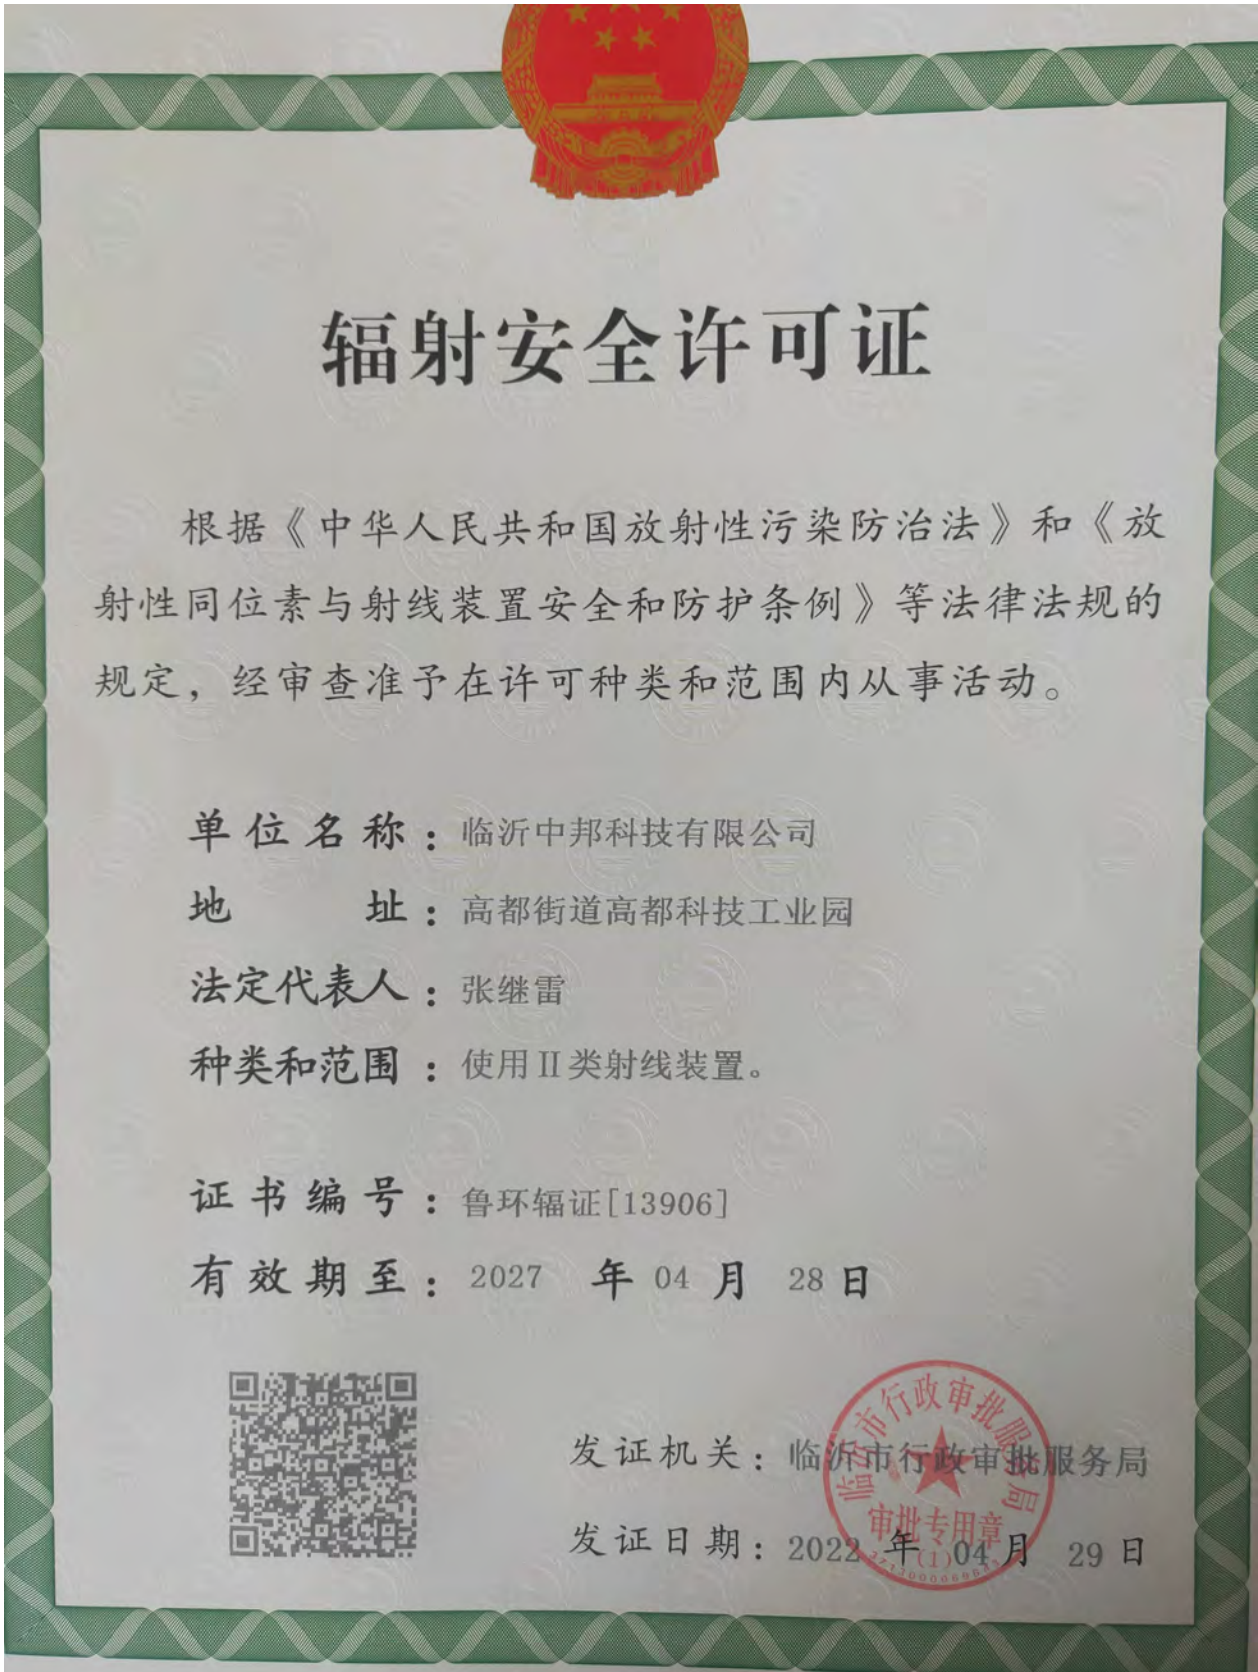 辐射安全许可证
根据《中华人民共和国放射性污染防治法》和《放
射性同位素与射线装置安全和防护条例》等法律法规的
规定，经审查准予在许可种类和范围内从事活动。
单位名称：临沂中邦科技有限公司
地址：高都街道高都科技工业园
法定代表人：张继雷
种类和范围：使用Ⅱ类射线装置。
证书编号：鲁环辐证[13906]
有效期至：2027 年 04 月 28 日
发证机关：临沂市行政审批服务局
发证日期：2022 年 04 月 29 日
临沂市行政审批服务局
审批专用章
(1)